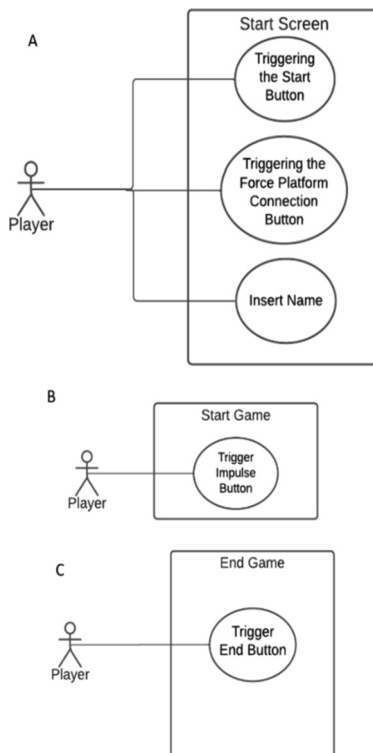 A
Start Screen
Triggering
the Start
Button
Triggering the
Force Platform
Connection
Button
Player
Insert Name
B
Start Game
Trigger
Impulse
Button
Player
C
End Game
Trigger
End Button
Player